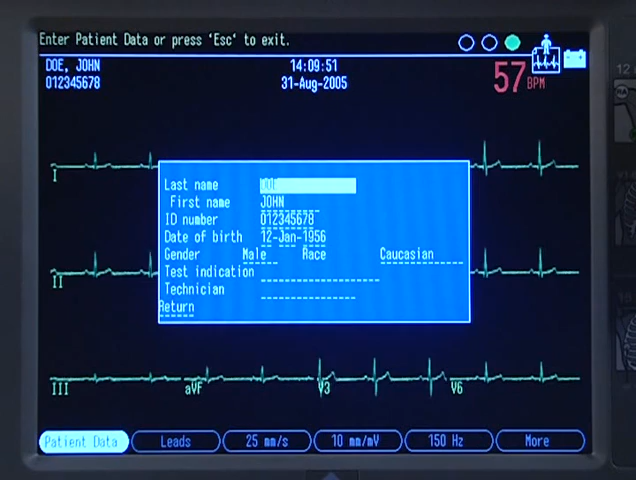 Enter Patient Data or press 'Esc' to exit.
DOE, JOHN
012345678
14:09:51
31-Aug-2005
57 BPM
I
Last name DOE
First name JOHN
ID number 012345678
Date of birth 12-Jan-1956
Gender Male Race Caucasian
Test indication
Technician
Return
II
III aVF V3 V6
Patient Data Leads 25 mm/s 10 mm/mV 150 Hz More
12
RA